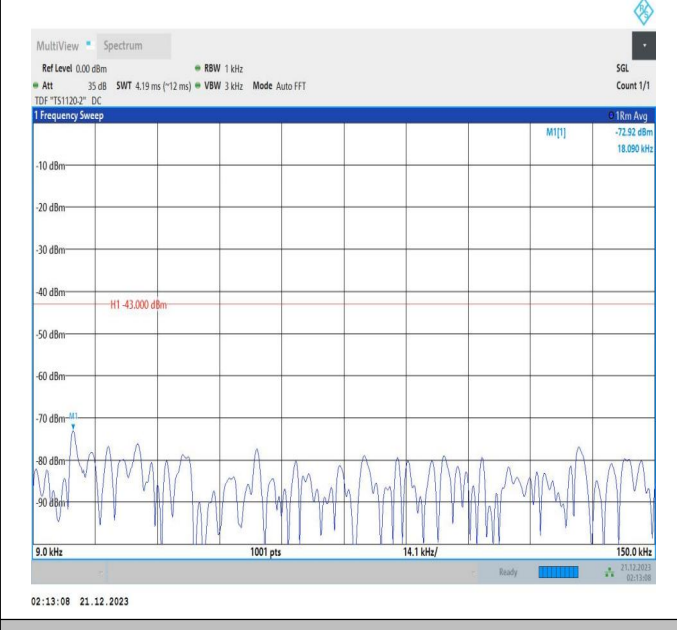 R S
MultiView Spectrum
Ref Level 0.00 dBm RBW 1 kHz SGL
Att 35 dB SWT 4.19 ms (~12 ms) VBW 3 kHz Mode Auto FFT Count 1/1
TDF "TS1120-2" DC
1 Frequency Sweep 1Rm Avg
M1[1] -72.92 dBm
18.090 kHz
-10 dBm
-20 dBm
-30 dBm
-40 dBm
H1 -43.000 dBm
-50 dBm
-60 dBm
-70 dBm M1
-80 dBm
-90 dBm
9.0 kHz 1001 pts 14.1 kHz/ 150.0 kHz
Ready 21.12.2023
02:13:08
02:13:08 21.12.2023